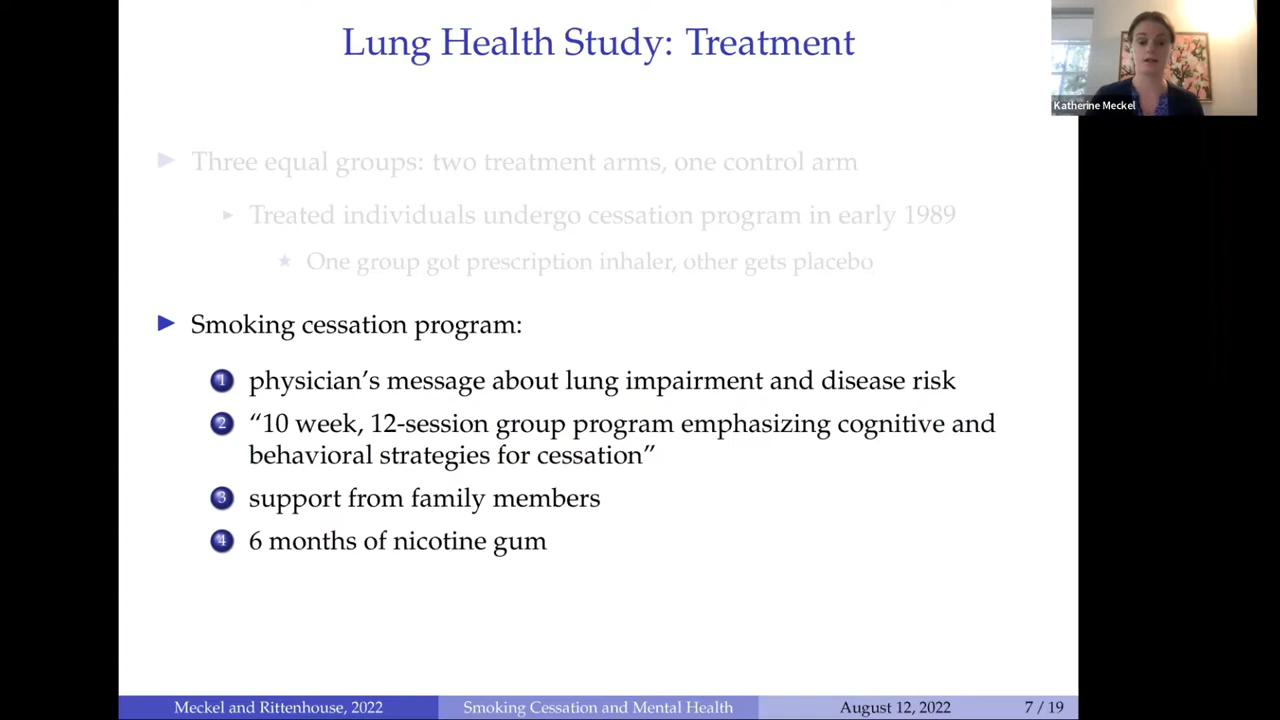 Lung Health Study: Treatment
Katherine Meckel
Three equal groups: two treatment arms, one control arm
Treated individuals undergo cessation program in early 1989
One group got prescription inhaler, other gets placebo
Smoking cessation program:
1 physician’s message about lung impairment and disease risk
2 “10 week, 12-session group program emphasizing cognitive and
behavioral strategies for cessation”
3 support from family members
4 6 months of nicotine gum
Meckel and Rittenhouse, 2022 Smoking Cessation and Mental Health August 12, 2022 7 / 19